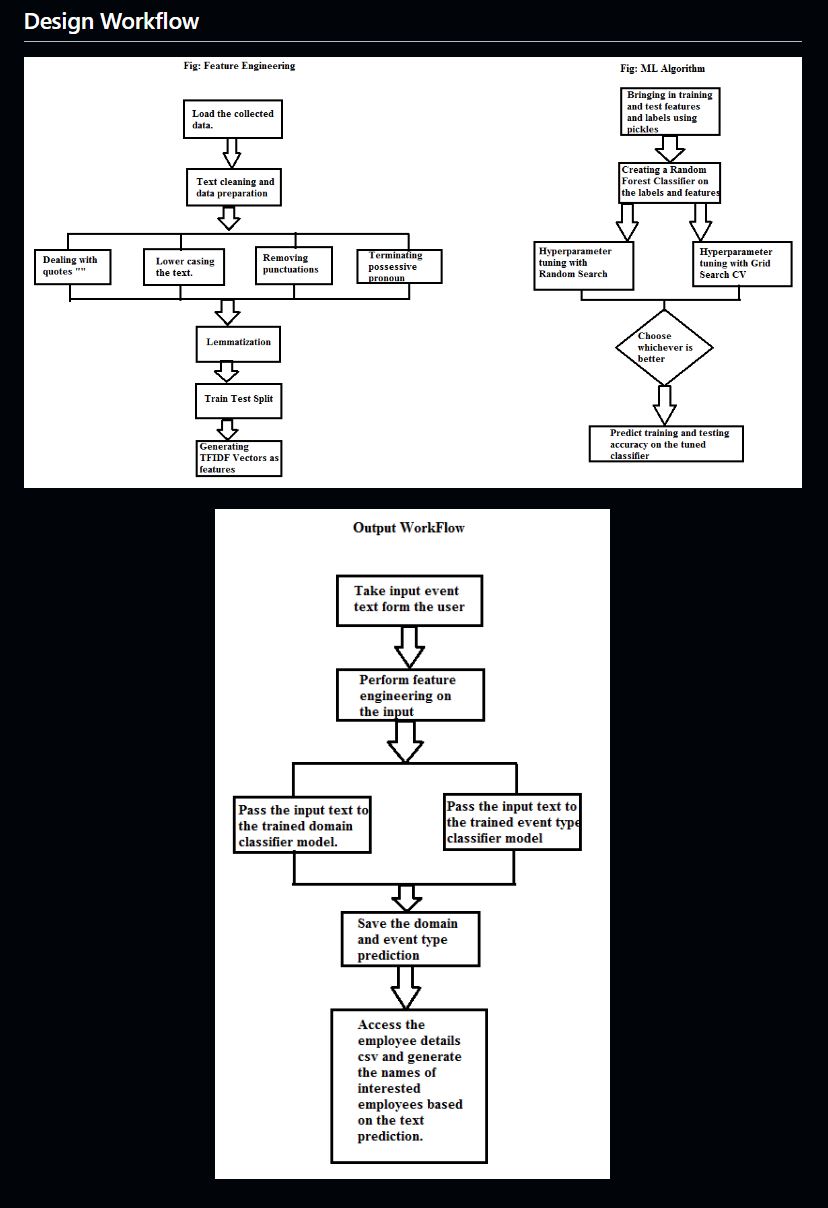 Design Workflow
Fig: Feature Engineering
Load the collected
data.
Text cleaning and
data preparation
Dealing with
quotes ""
Lower casing
the text.
Removing
punctuations
Terminating
possessive
pronoun
Lemmatization
Train Test Split
Generating
TFIDF Vectors as
features
Fig: ML Algorithm
Bringing in training
and test features
and labels using
pickles
Creating a Random
Forest Classifier on
the labels and features
Hyperparameter
tuning with
Random Search
Hyperparameter
tuning with Grid
Search CV
Choose
whichever is
better
Predict training and testing
accuracy on the tuned
classifier
Output WorkFlow
Take input event
text form the user
Perform feature
engineering on
the input
Pass the input text to
the trained domain
classifier model.
Pass the input text to
the trained event type
classifier model
Save the domain
and event type
prediction
Access the
employee details
csv and generate
the names of
interested
employees based
on the text
prediction.